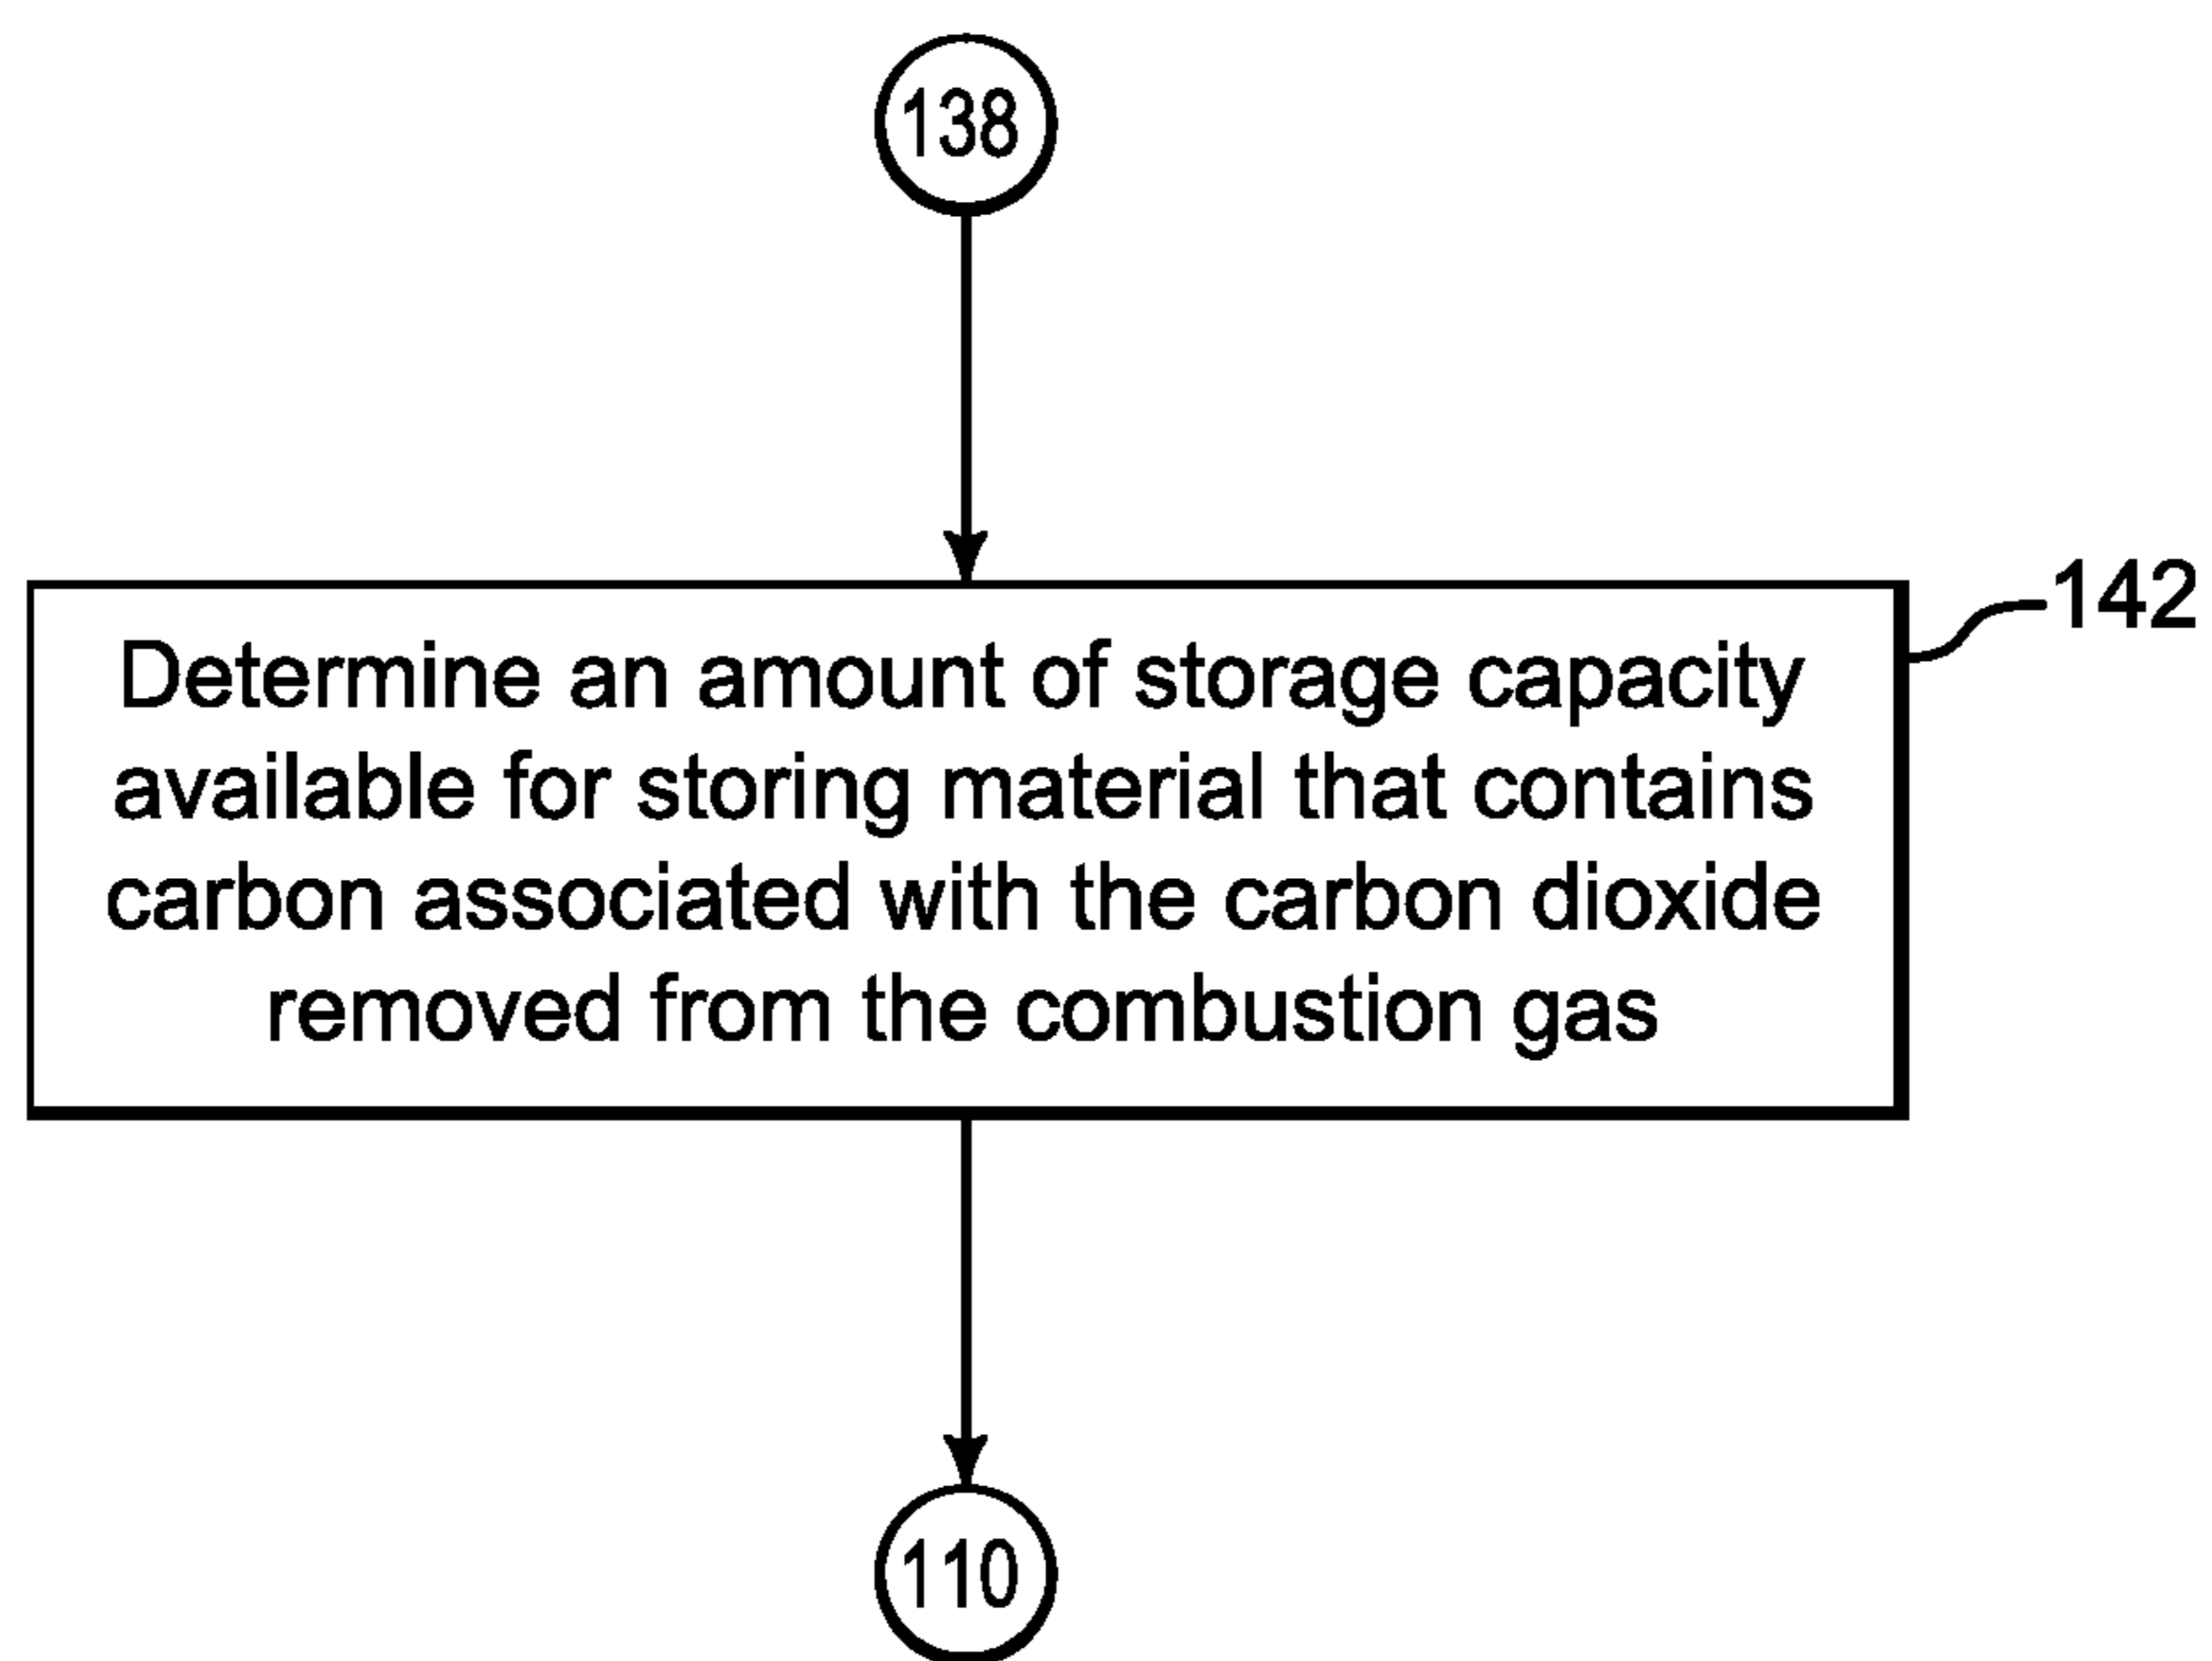 138
142
Determine an amount of storage capacity
available for storing material that contains
carbon associated with the carbon dioxide
removed from the combustion gas
110